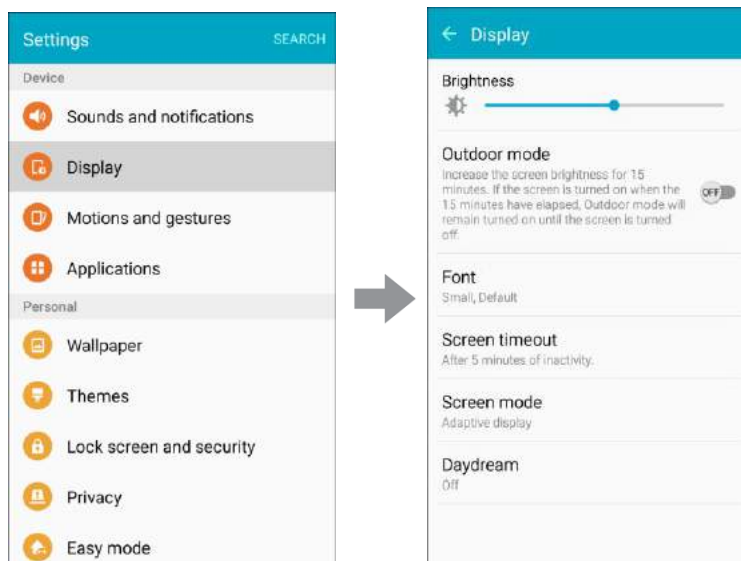 Settings
SEARCH
Device
Sounds and notifications
Display
Motions and gestures
Applications
Personal
Wallpaper
Themes
Lock screen and security
Privacy
Easy mode
Display
Brightness
Outdoor mode
Increase the screen brightness for 15
minutes. If the screen is turned on when the
15 minutes have elapsed, Outdoor mode will
remain turned on until the screen is turned
off.
OFF
Font
Small, Default
Screen timeout
After 5 minutes of inactivity.
Screen mode
Adaptive display
Daydream
Off